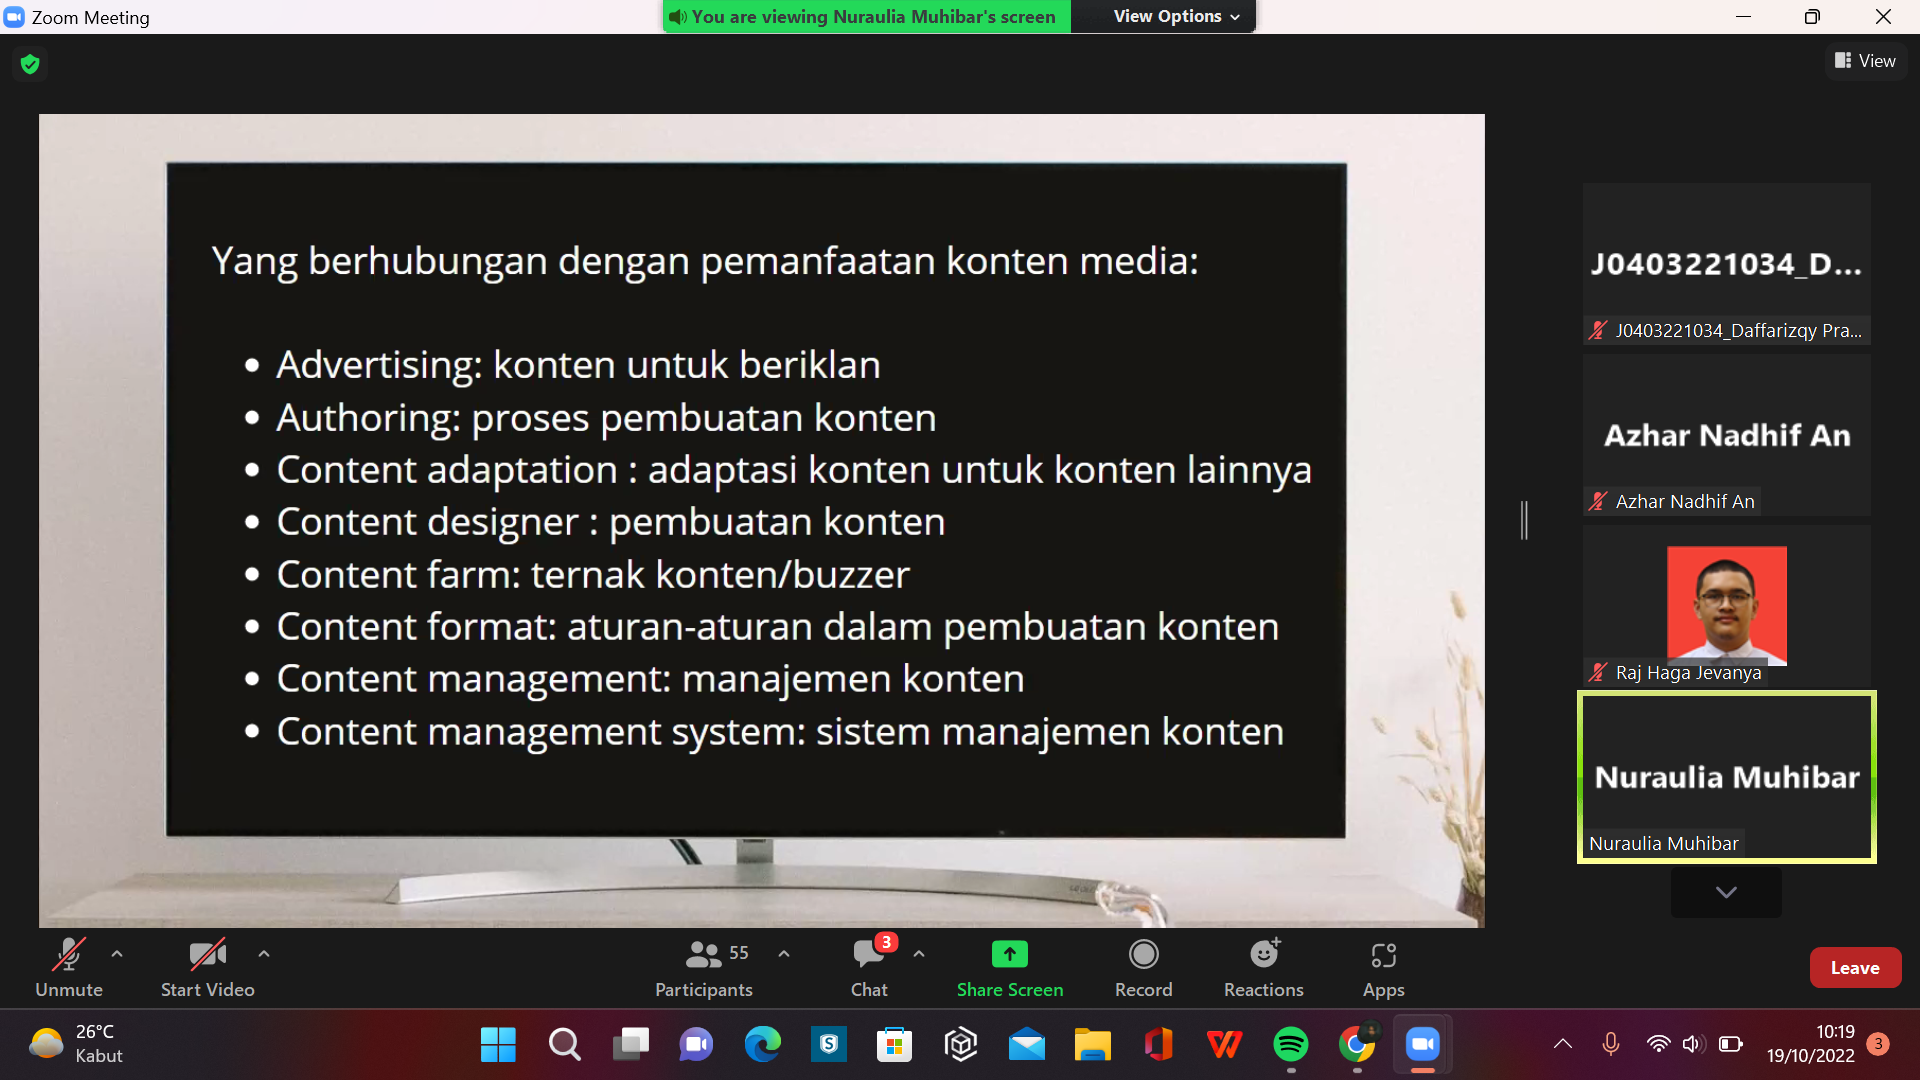 Zoom Meeting
You are viewing Nuraulia Muhibar's screen
View Options
View
Yang berhubungan dengan pemanfaatan konten media:
• Advertising: konten untuk beriklan
• Authoring: proses pembuatan konten
• Content adaptation : adaptasi konten untuk konten lainnya
• Content designer : pembuatan konten
• Content farm: ternak konten/buzzer
• Content format: aturan-aturan dalam pembuatan konten
• Content management: manajemen konten
• Content management system: sistem manajemen konten
J0403221034_D...
J0403221034_Daffarizqy Pra...
Azhar Nadhif An
Azhar Nadhif An
Raj Haga Jevanya
Nuraulia Muhibar
Nuraulia Muhibar
Unmute
Start Video
55
Participants
3
Chat
Share Screen
Record
Reactions
Apps
Leave
26°C
Kabut
10:19
19/10/2022
3